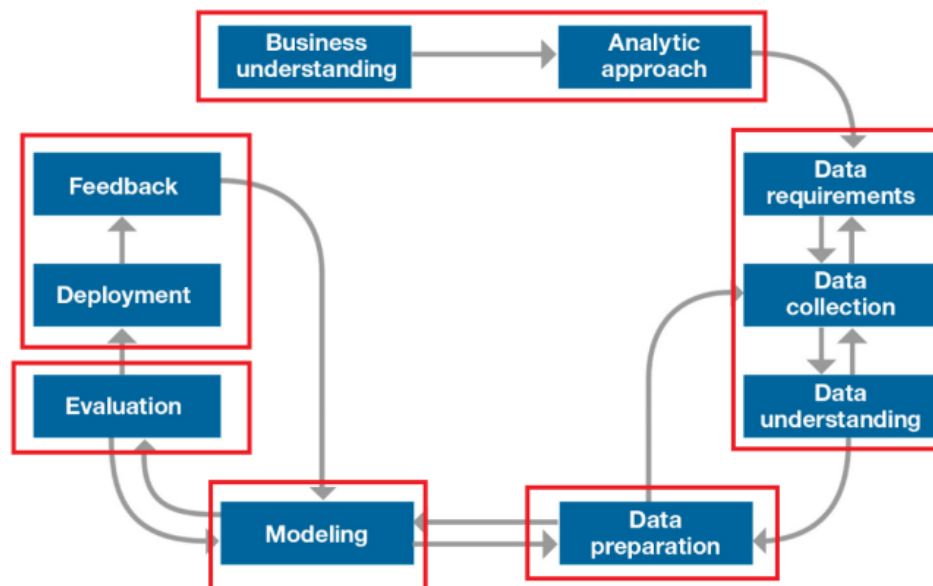 Business
understanding
Analytic
approach
Feedback
Data
requirements
Deployment
Data
collection
Evaluation
Data
understanding
Modeling
Data
preparation